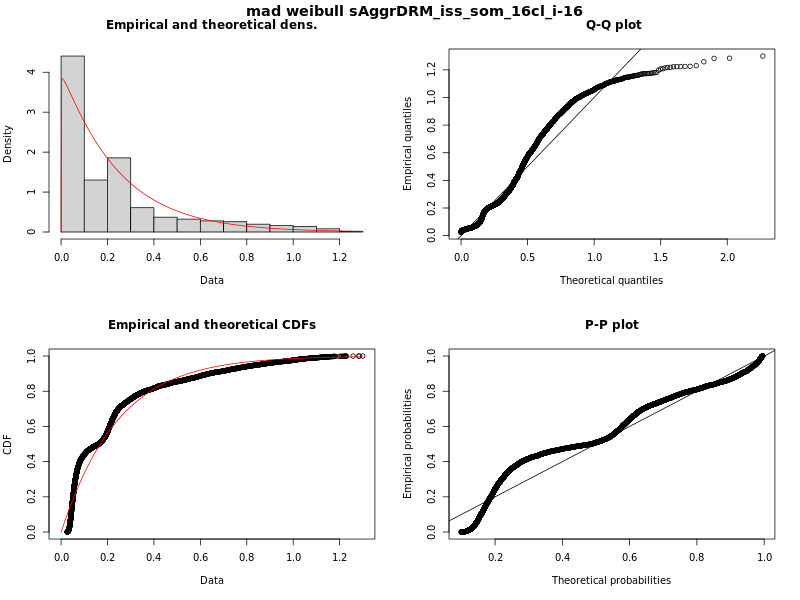 mad weibull sAggrDRM_iss_som_16cl_i-16
Empirical and theoretical dens.
Density
0 1 2 3 4
0.0 0.2 0.4 0.6 0.8 1.0 1.2
Data
Q-Q plot
Empirical quantiles
0.0 0.2 0.4 0.6 0.8 1.0 1.2
0.0 0.5 1.0 1.5 2.0
Theoretical quantiles
Empirical and theoretical CDFs
CDF
0.0 0.2 0.4 0.6 0.8 1.0
0.0 0.2 0.4 0.6 0.8 1.0 1.2
Data
P-P plot
Empirical probabilities
0.0 0.2 0.4 0.6 0.8 1.0
0.2 0.4 0.6 0.8 1.0
Theoretical probabilities